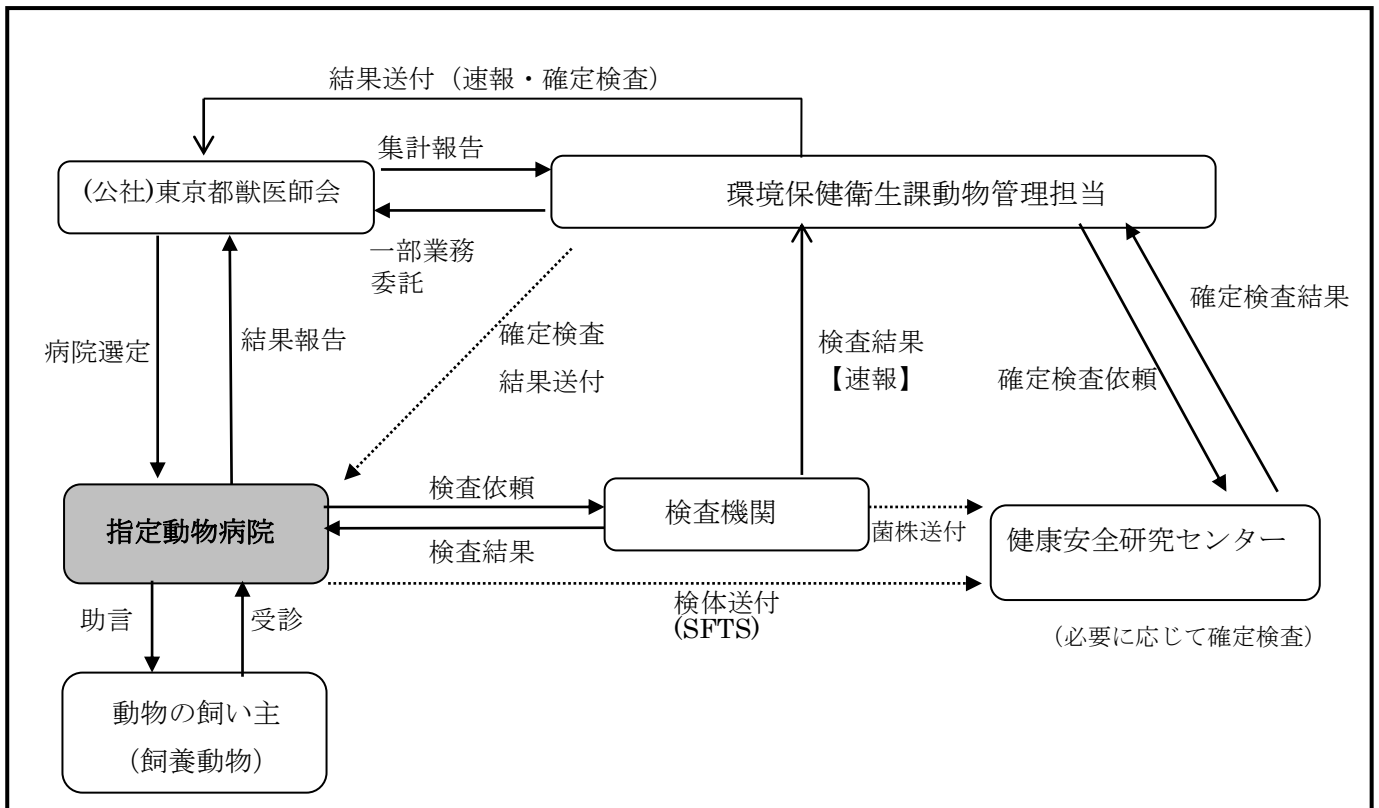 結果送付（速報・確定検査）
集計報告
(公社)東京都獣医師会
環境保健衛生課動物管理担当
一部業務
委託
病院選定
結果報告
確定検査
結果送付
検査結果
【速報】
確定検査依頼
確定検査結果
指定動物病院
検査依頼
検査結果
検査機関
菌株送付
健康安全研究センター
検体送付
(SFTS)
（必要に応じて確定検査）
助言
受診
動物の飼い主
（飼養動物）